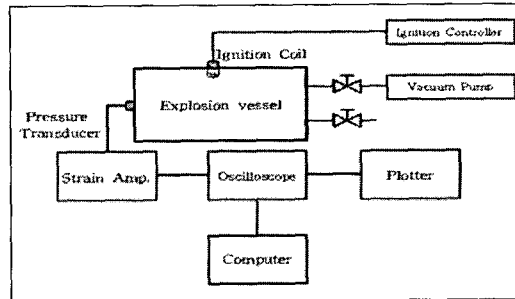 Ignition Controller
Ignition Coil
Explosion vessel
Vacuum Pump
Pressure
Transducer
Strain Amp.
Oscilloscope
Plotter
Computer